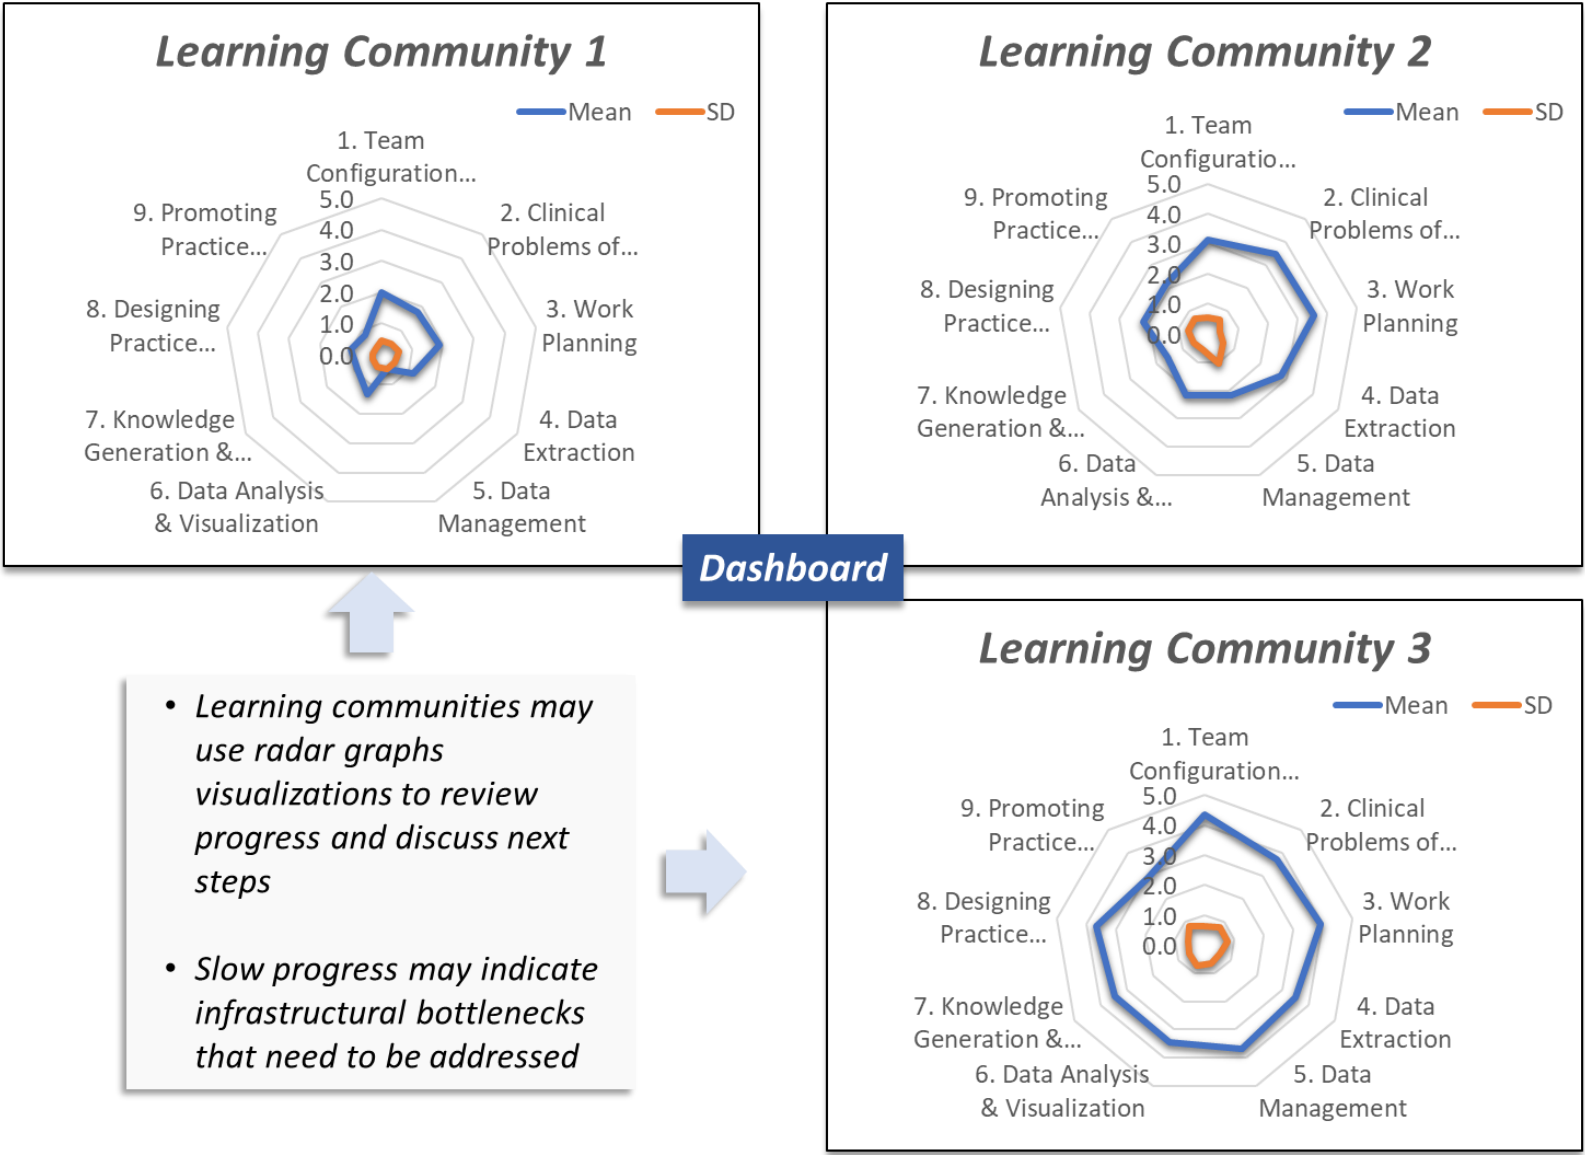 Learning Community 1
Mean
SD
1. Team
Configuration...
5.0
4.0
3.0
2.0
1.0
0.0
2. Clinical
Problems of...
3. Work
Planning
4. Data
Extraction
5. Data
Management
6. Data Analysis
& Visualization
7. Knowledge
Generation &...
8. Designing
Practice...
9. Promoting
Practice...
Learning Community 2
Mean
SD
1. Team
Configuratio...
5.0
4.0
3.0
2.0
1.0
0.0
2. Clinical
Problems of...
3. Work
Planning
4. Data
Extraction
5. Data
Management
6. Data
Analysis &...
7. Knowledge
Generation &...
8. Designing
Practice...
9. Promoting
Practice...
Dashboard
• Learning communities may
use radar graphs
visualizations to review
progress and discuss next
steps
• Slow progress may indicate
infrastructural bottlenecks
that need to be addressed
Learning Community 3
Mean
SD
1. Team
Configuration...
5.0
4.0
3.0
2.0
1.0
0.0
2. Clinical
Problems of...
3. Work
Planning
4. Data
Extraction
5. Data
Management
6. Data Analysis
& Visualization
7. Knowledge
Generation &...
8. Designing
Practice...
9. Promoting
Practice...